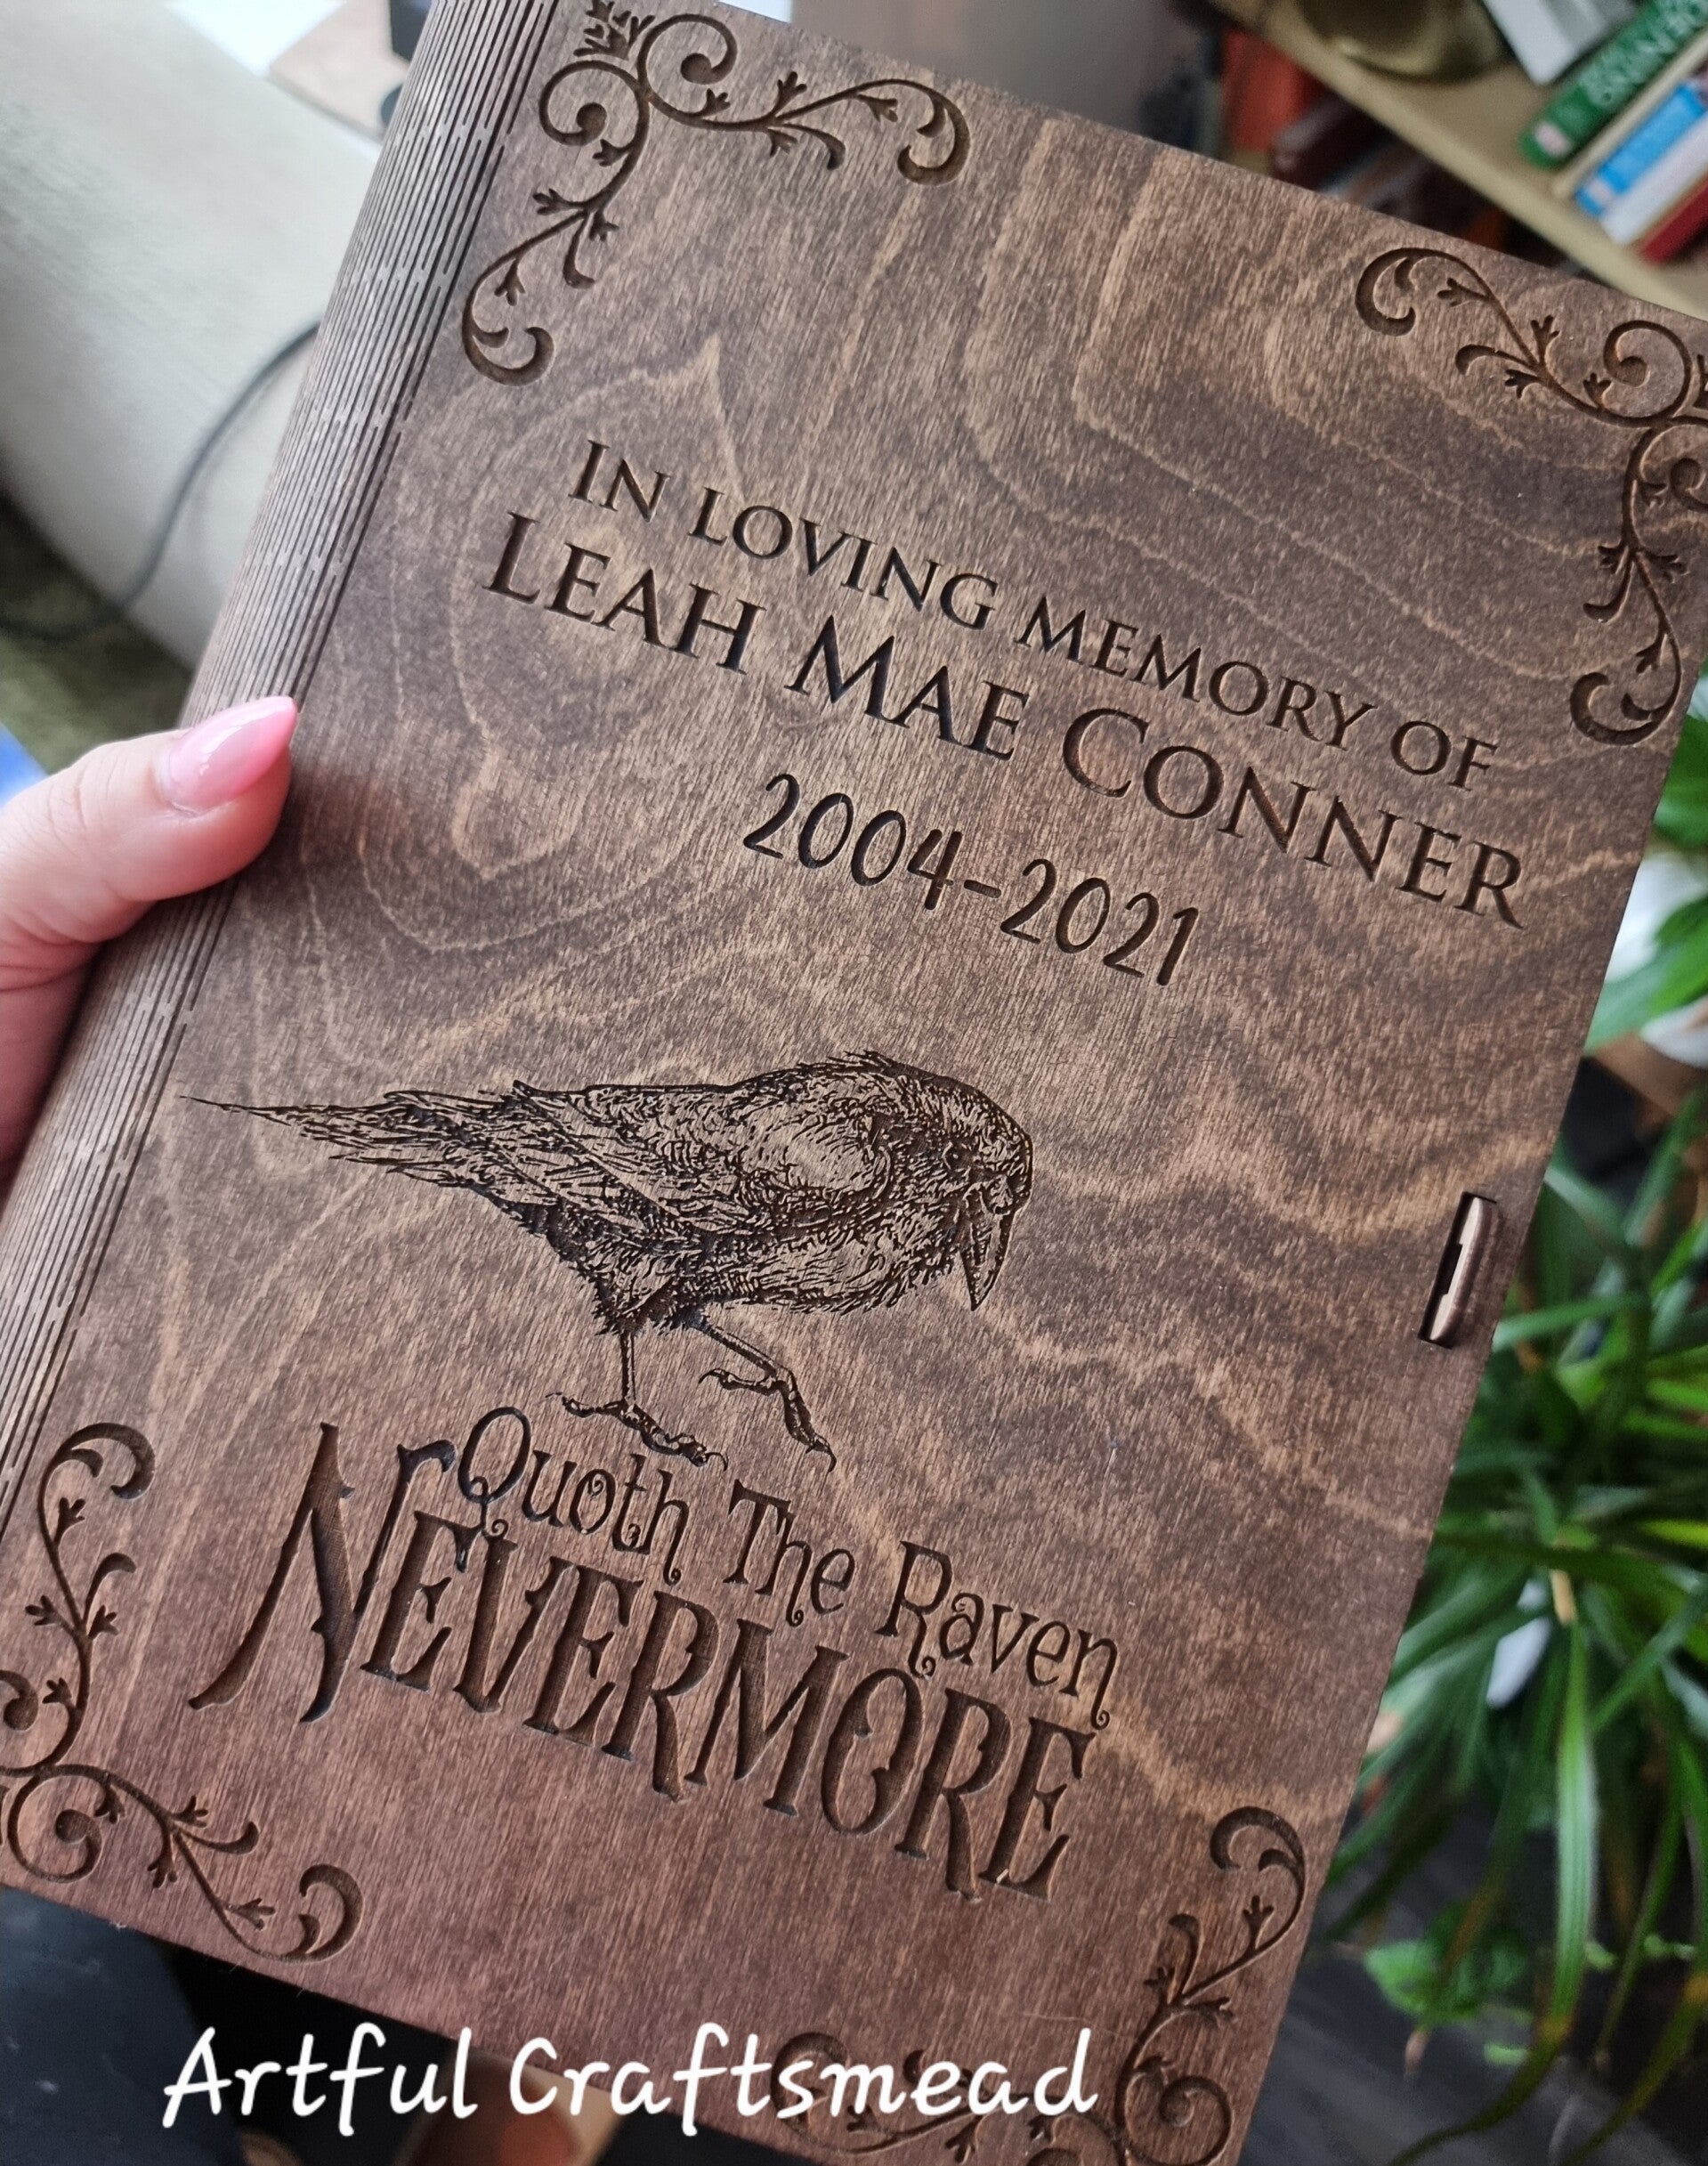 IN LOVING MEMORY OF
LEAH MAE CONNER
2004-2021
Quoth The Raven
NEVERMORE
Artful Craftsmead